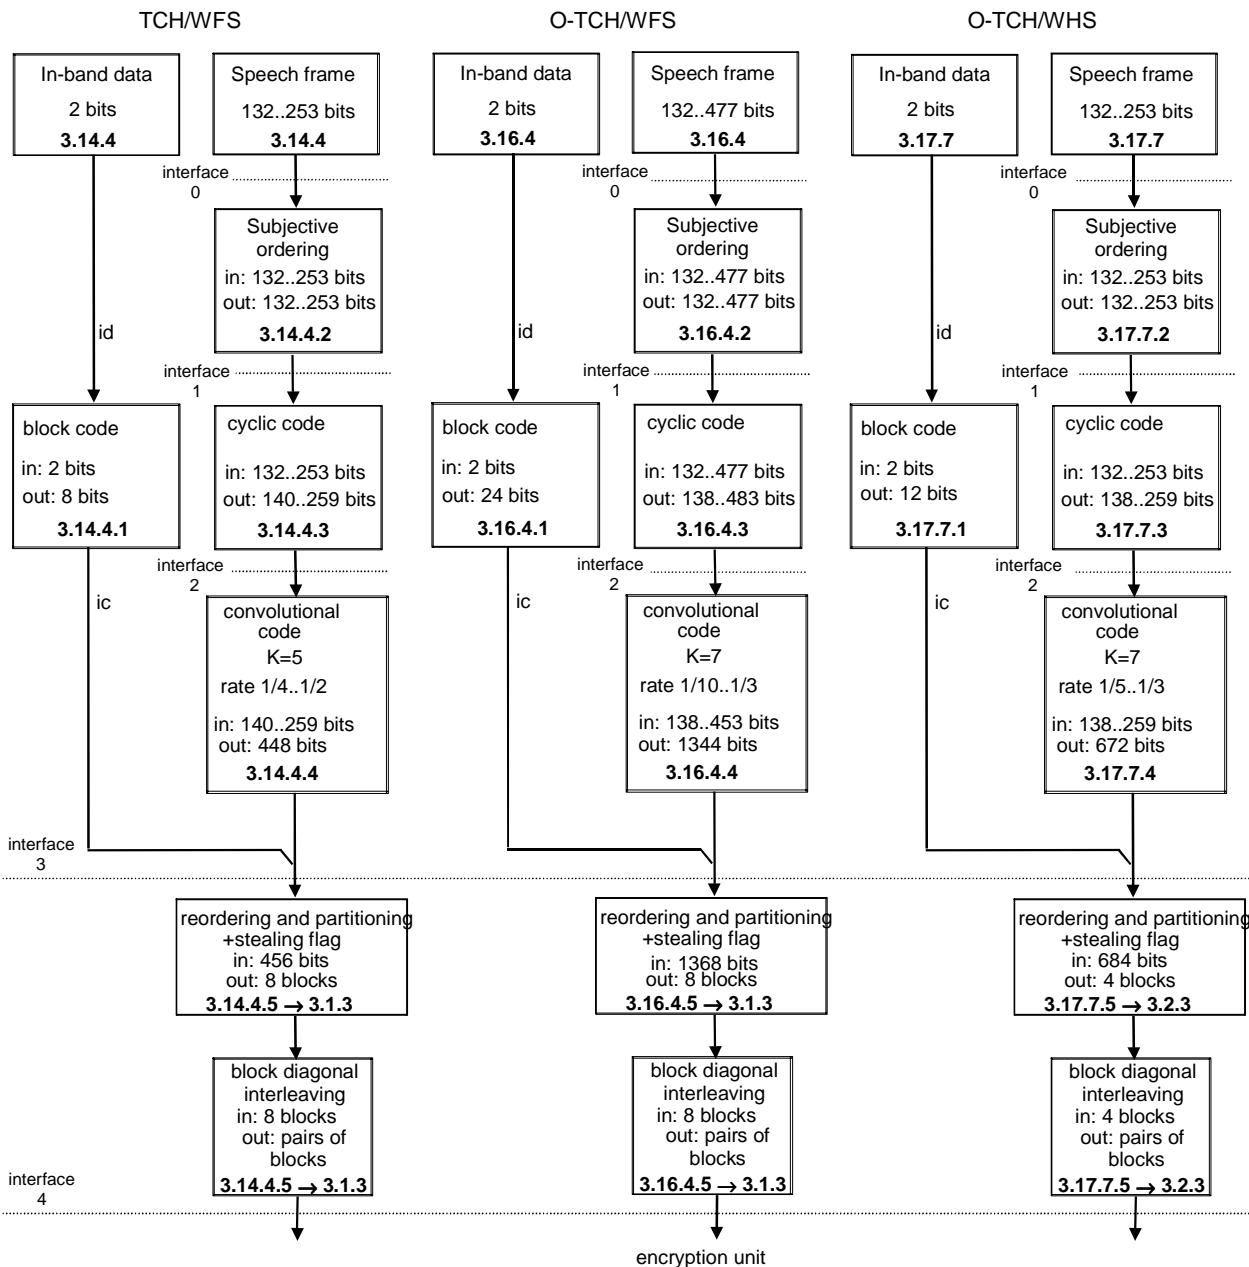 TCH/WFS
O-TCH/WFS
O-TCH/WHS
In-band data
2 bits
3.14.4
Speech frame
132..253 bits
3.14.4
In-band data
2 bits
3.16.4
Speech frame
132..477 bits
3.16.4
In-band data
2 bits
3.17.7
Speech frame
132..253 bits
3.17.7
interface
0
interface
0
interface
0
Subjective
ordering
in: 132..253 bits
out: 132..253 bits
3.14.4.2
Subjective
ordering
in: 132..477 bits
out: 132..477 bits
3.16.4.2
Subjective
ordering
in: 132..253 bits
out: 132..253 bits
3.17.7.2
id
id
id
interface
1
interface
1
interface
1
block code
in: 2 bits
out: 8 bits
3.14.4.1
cyclic code
in: 132..253 bits
out: 140..259 bits
3.14.4.3
block code
in: 2 bits
out: 24 bits
3.16.4.1
cyclic code
in: 132..477 bits
out: 138..483 bits
3.16.4.3
block code
in: 2 bits
out: 12 bits
3.17.7.1
cyclic code
in: 132..253 bits
out: 138..259 bits
3.17.7.3
interface
2
interface
2
interface
2
ic
ic
ic
convolutional
code
K=5
rate 1/4..1/2
in: 140..259 bits
out: 448 bits
3.14.4.4
convolutional
code
K=7
rate 1/10..1/3
in: 138..453 bits
out: 1344 bits
3.16.4.4
convolutional
code
K=7
rate 1/5..1/3
in: 138..259 bits
out: 672 bits
3.17.7.4
interface
3
reordering and partitioning
+stealing flag
in: 456 bits
out: 8 blocks
3.14.4.5 → 3.1.3
reordering and partitioning
+stealing flag
in: 1368 bits
out: 8 blocks
3.16.4.5 → 3.1.3
reordering and partitioning
+stealing flag
in: 684 bits
out: 4 blocks
3.17.7.5 → 3.2.3
block diagonal
interleaving
in: 8 blocks
out: pairs of
blocks
3.14.4.5 → 3.1.3
block diagonal
interleaving
in: 8 blocks
out: pairs of
blocks
3.16.4.5 → 3.1.3
block diagonal
interleaving
in: 4 blocks
out: pairs of
blocks
3.17.7.5 → 3.2.3
interface
4
encryption unit